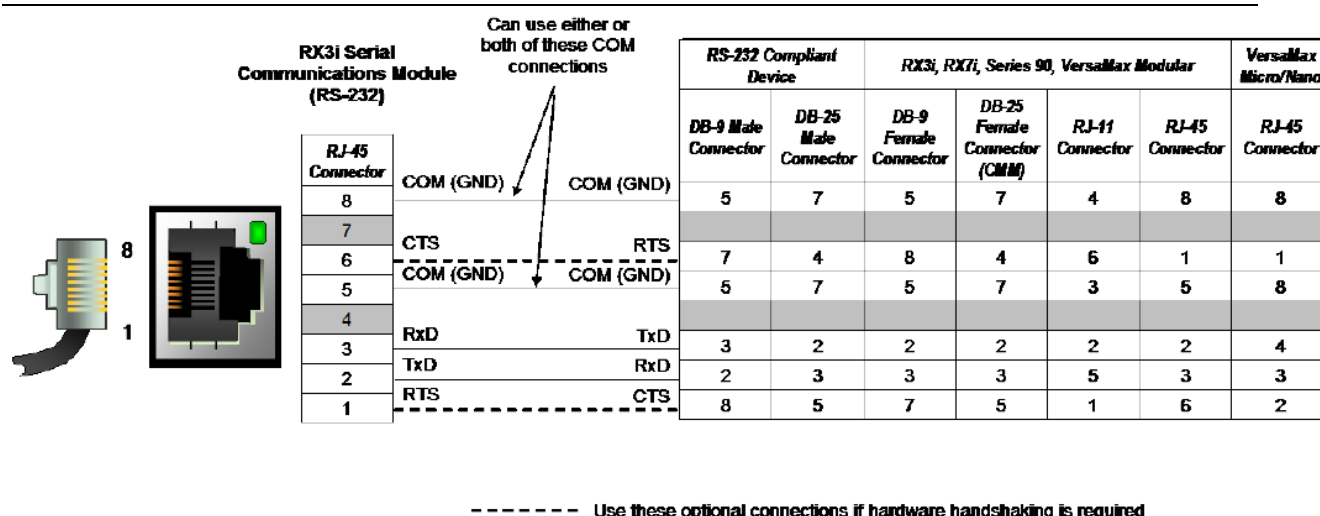 Can use either or
both of these COM
connections
RX3i Serial
Communications Module
(RS-232)
RS-232 Compliant
Device
RX3i, RX7i, Series 90, VersaMax Modular
VersaMax
Micro/Nano
RJ-45
Connector
DB-9 Male
Connector
DB-25
Male
Connector
DB-9
Female
Connector
DB-25
Female
Connector
(CMM)
RJ-11
Connector
RJ-45
Connector
RJ-45
Connector
8 COM (GND) COM (GND) 5 7 5 7 4 8 8
7
6 CTS RTS 7 4 8 4 6 1 1
5 COM (GND) COM (GND) 5 7 5 7 3 5 8
4
3 RxD TxD 3 2 2 2 2 2 4
2 TxD RxD 2 3 3 3 5 3 3
1 RTS CTS 8 5 7 5 1 6 2
8
1
Use these optional connections if hardware handshaking is required